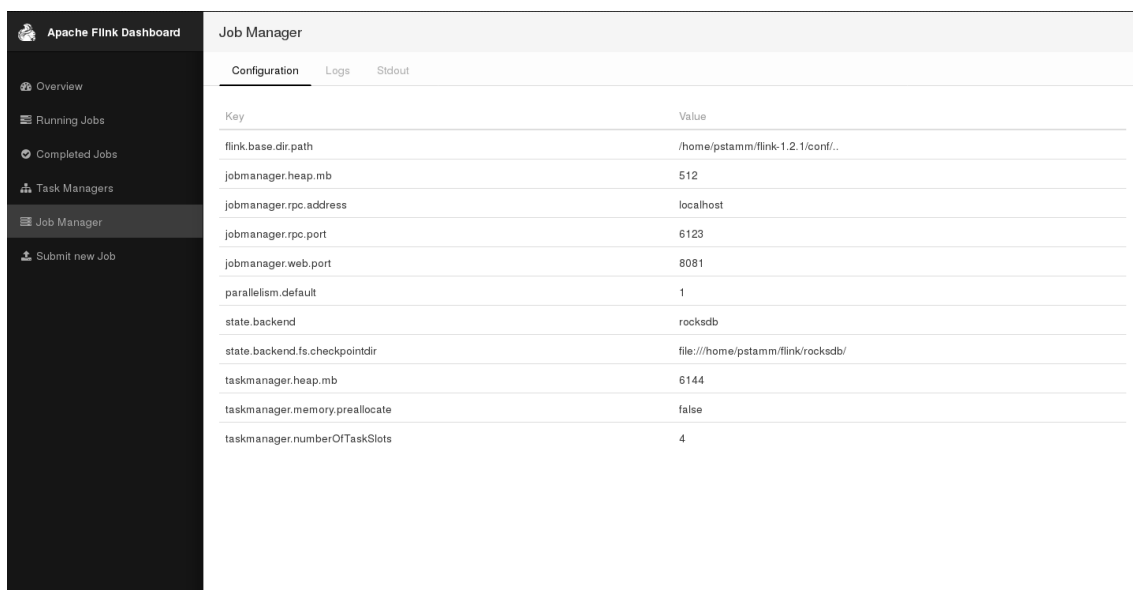 Apache Flink Dashboard
Overview
Running Jobs
Completed Jobs
Task Managers
Job Manager
Submit new Job
Job Manager
Configuration Logs Stdout
Key Value
flink.base.dir.path /home/pstamm/flink-1.2.1/conf/..
jobmanager.heap.mb 512
jobmanager.rpc.address localhost
jobmanager.rpc.port 6123
jobmanager.web.port 8081
parallelism.default 1
state.backend rocksdb
state.backend.fs.checkpointdir file:///home/pstamm/flink/rocksdb/
taskmanager.heap.mb 6144
taskmanager.memory.preallocate false
taskmanager.numberOfTaskSlots 4